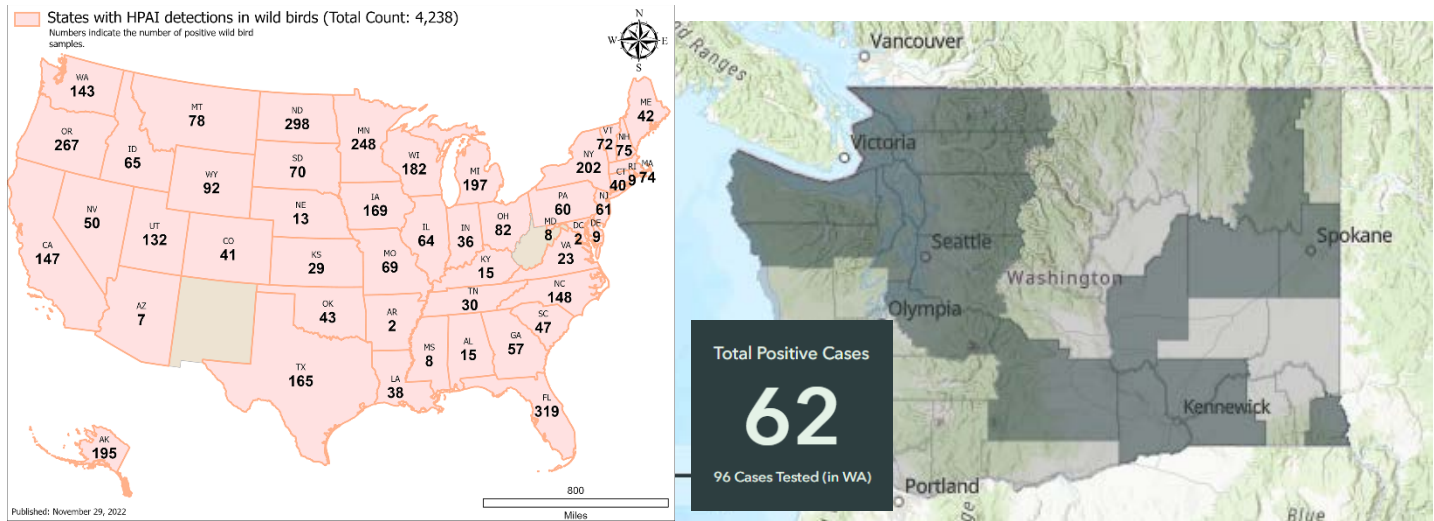 States with HPAI detections in wild birds (Total Count: 4,238)
Numbers indicate the number of positive wild bird
samples.
N
W
E
S
WA
143
MT
78
ND
298
MN
248
ME
42
VT
72
NH
75
OR
267
ID
65
SD
70
WI
182
MI
197
NY
202
MA
74
RI
9
CT
40
WY
92
NV
50
NE
13
IA
169
PA
60
NJ
61
CA
147
UT
132
CO
41
IL
64
IN
36
OH
82
MD
8
DC
2
DE
9
KS
29
MO
69
KY
15
VA
23
AZ
7
OK
43
AR
2
TN
30
NC
148
SC
47
TX
165
LA
38
MS
8
AL
15
GA
57
FL
319
AK
195
800
Miles
Published: November 29, 2022
Vancouver
Ranges
Victoria
Seattle
Spokane
Washington
Olympia
Kennewick
Portland
Blue
Total Positive Cases
62
96 Cases Tested (in WA)